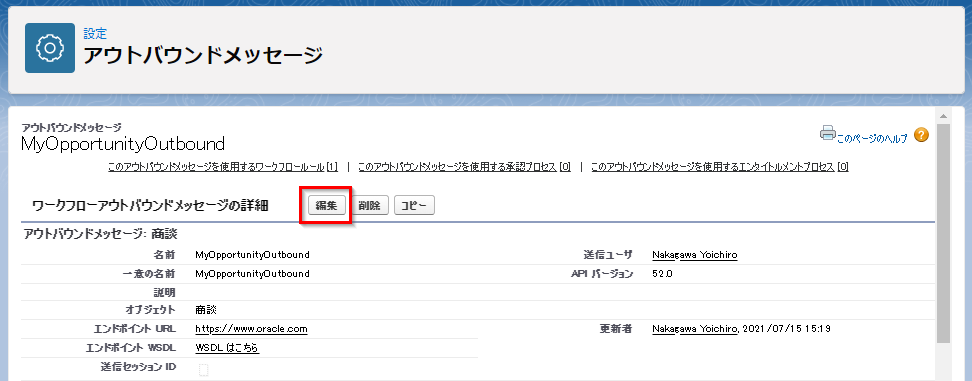 設定
アウトバウンドメッセージ
アウトバウンドメッセージ
MyOpportunityOutbound
このページのヘルプ ?
このアウトバウンドメッセージを使用するワークフロールール [1] | このアウトバウンドメッセージを使用する承認プロセス [0] | このアウトバウンドメッセージを使用するエンタイトルメントプロセス [0]
ワークフローアウトバウンドメッセージの詳細 編集 削除 コピー
アウトバウンドメッセージ: 商談
名前 MyOpportunityOutbound 送信ユーザ Nakagawa Yoichiro
一意の名前 MyOpportunityOutbound API バージョン 52.0
説明
オブジェクト 商談
エンドポイント URL https://www.oracle.com 更新者 Nakagawa Yoichiro, 2021/07/15 15:19
エンドポイント WSDL WSDL はこちら
送信セッション ID